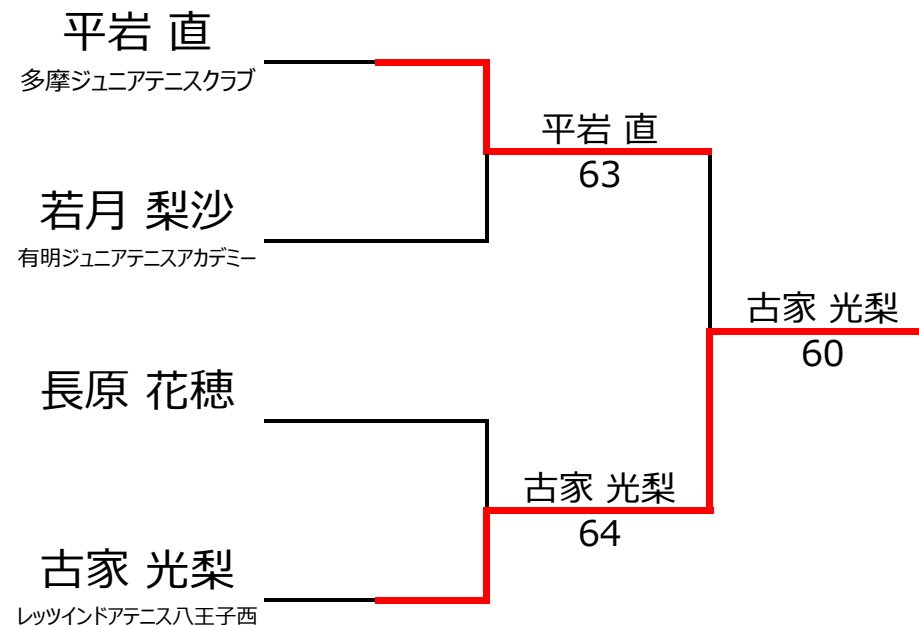 平岩 直
多摩ジュニアテニスクラブ
若月 梨沙
有明ジュニアテニスアカデミー
長原 花穂
古家 光梨
レッツインドアテニス八王子西
平岩 直
63
古家 光梨
64
古家 光梨
60